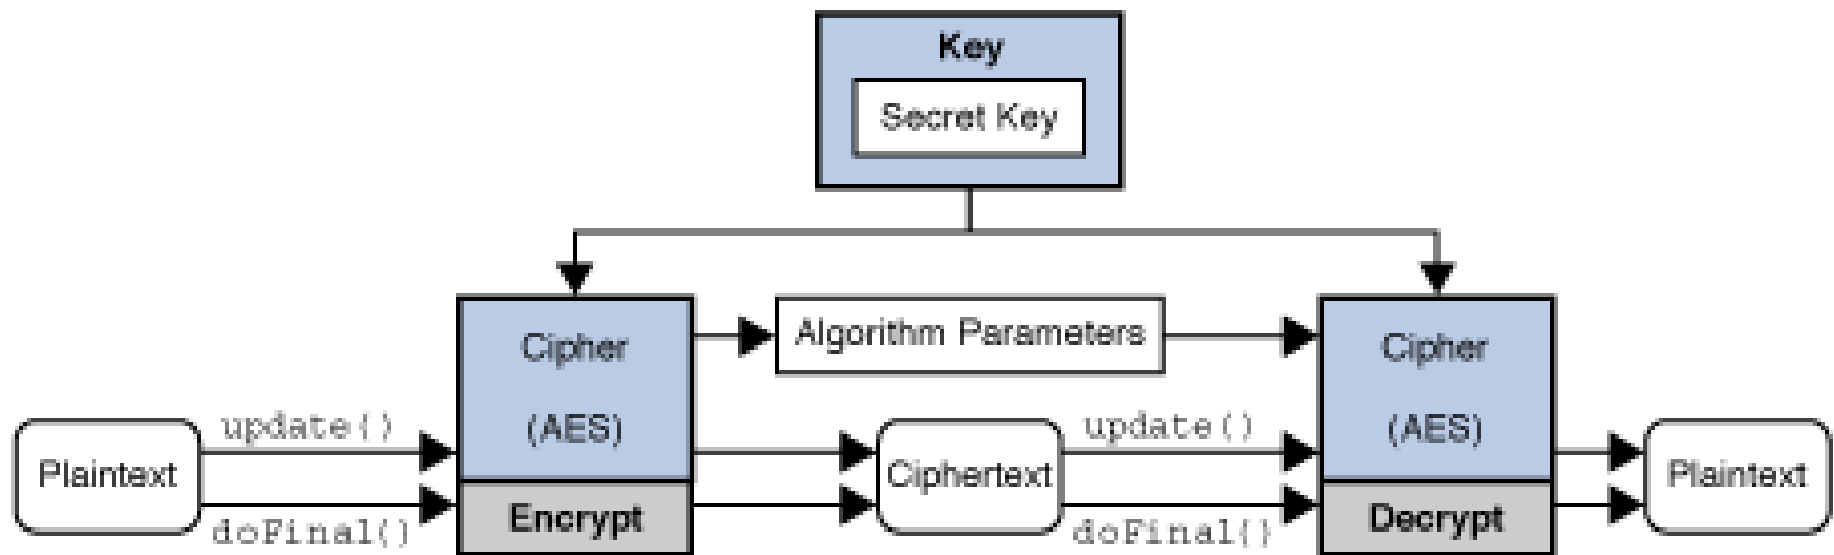 Key
Secret Key
Cipher
(AES)
Encrypt
Algorithm Parameters
Cipher
(AES)
Decrypt
Plaintext
update()
doFinal()
Ciphertext
update()
doFinal()
Plaintext